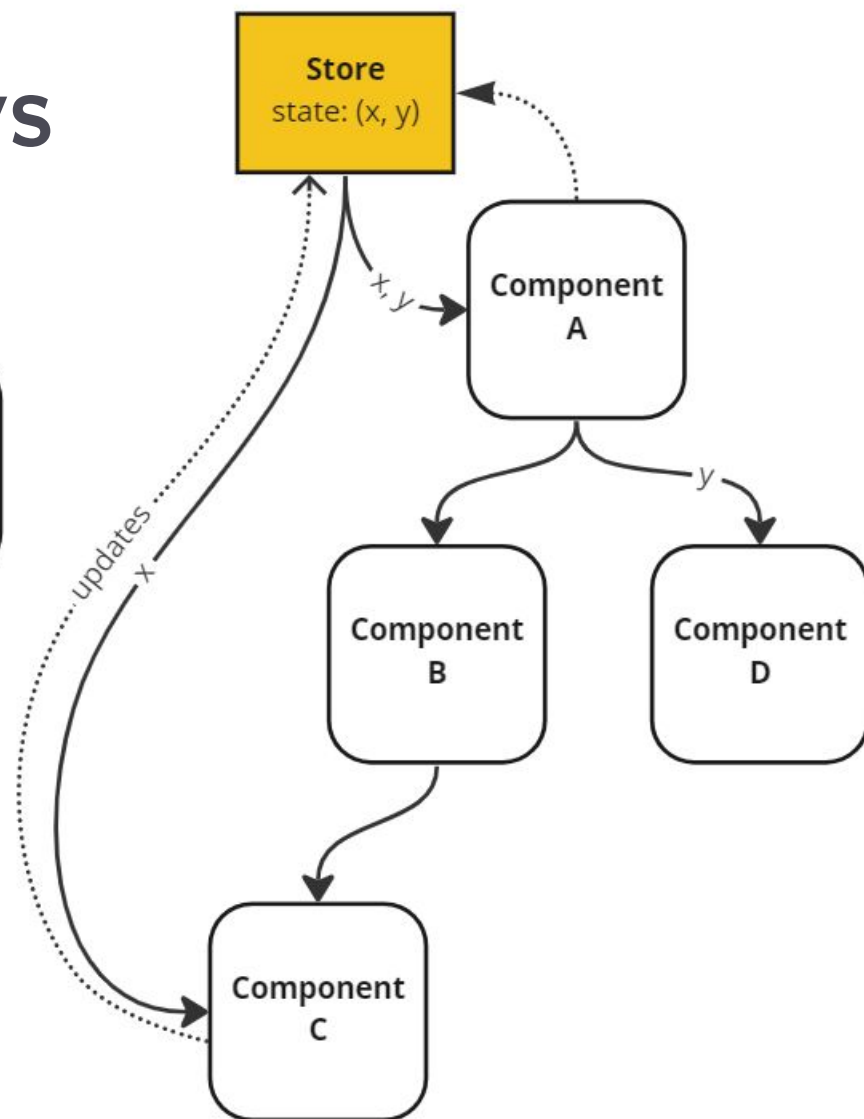 ys
Store
state: (x, y)
x, y
Component
A
y
updates
x
Component
B
Component
D
Component
C